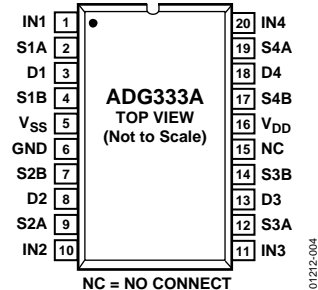 IN1 1
S1A 2
D1 3
S1B 4
VSS 5
GND 6
S2B 7
D2 8
S2A 9
IN2 10
ADG333A
TOP VIEW
(Not to Scale)
20 IN4
19 S4A
18 D4
17 S4B
16 VDD
15 NC
14 S3B
13 D3
12 S3A
11 IN3
NC = NO CONNECT
01212-004